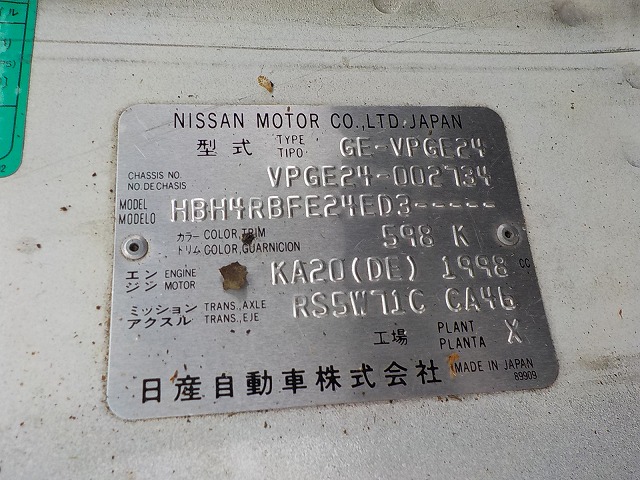 NISSAN MOTOR CO.,LTD.JAPAN
型式 TYPE TIPO GE-VPGE24
CHASSIS NO.
NO.DE CHASIS VPGE24-002734
MODEL
MODELO HBH4RBFE24ED3-----
カラー COLOR,TRIM
トリム COLOR,GUARNICION 598 K
エンジン ENGINE MOTOR KA20(DE) 1998 CC
ミッション TRANS.,AXLE
アクスル TRANS.,EJE RS5W71C CA46
工場 PLANT PLANTA X
日産自動車株式会社 MADE IN JAPAN
89909